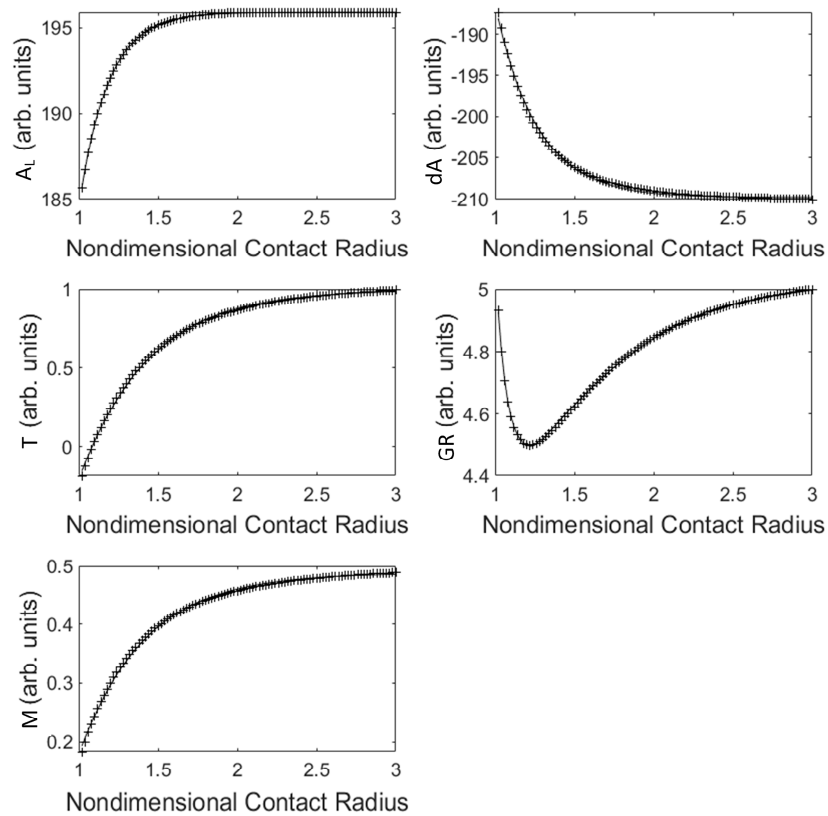 195
190
185
A_L (arb. units)
1 1.5 2 2.5 3
Nondimensional Contact Radius
-190
-195
-200
-205
-210
dA (arb. units)
1 1.5 2 2.5 3
Nondimensional Contact Radius
1
0.5
0
T (arb. units)
1 1.5 2 2.5 3
Nondimensional Contact Radius
5
4.8
4.6
4.4
GR (arb. units)
1 1.5 2 2.5 3
Nondimensional Contact Radius
0.5
0.4
0.3
0.2
M (arb. units)
1 1.5 2 2.5 3
Nondimensional Contact Radius